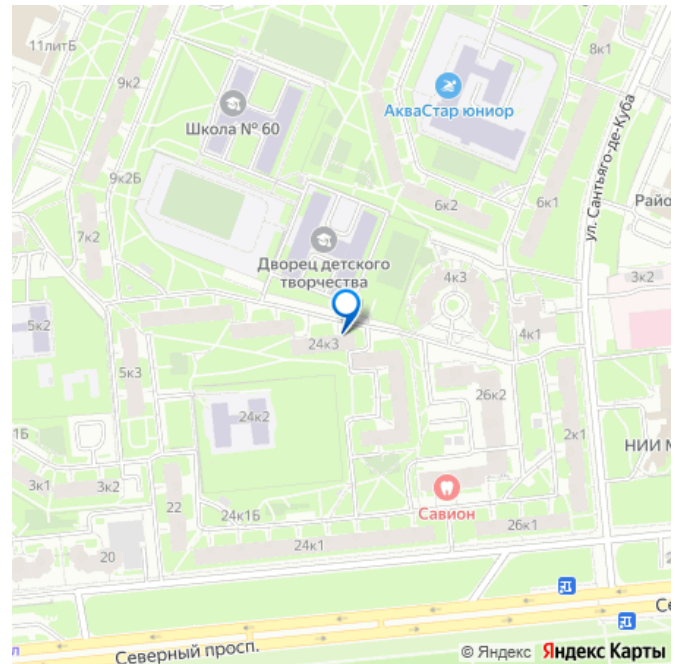 11литБ
9к2
8к1
АкваСтар юниор
Школа № 60
ул. Сантьяго-де-Куба
9к2Б
6к2
6к1
Райо
7к2
Дворец детского
творчества
4к3
3к2
5к2
24к3
4к1
5к3
26к2
24к2
1Б
2к1
НИИ М
3к1
3к2
22
24к1Б
Савион
26к1
20
24к1
2
Се
л
Северный просп.
© Яндекс Яндекс Карты